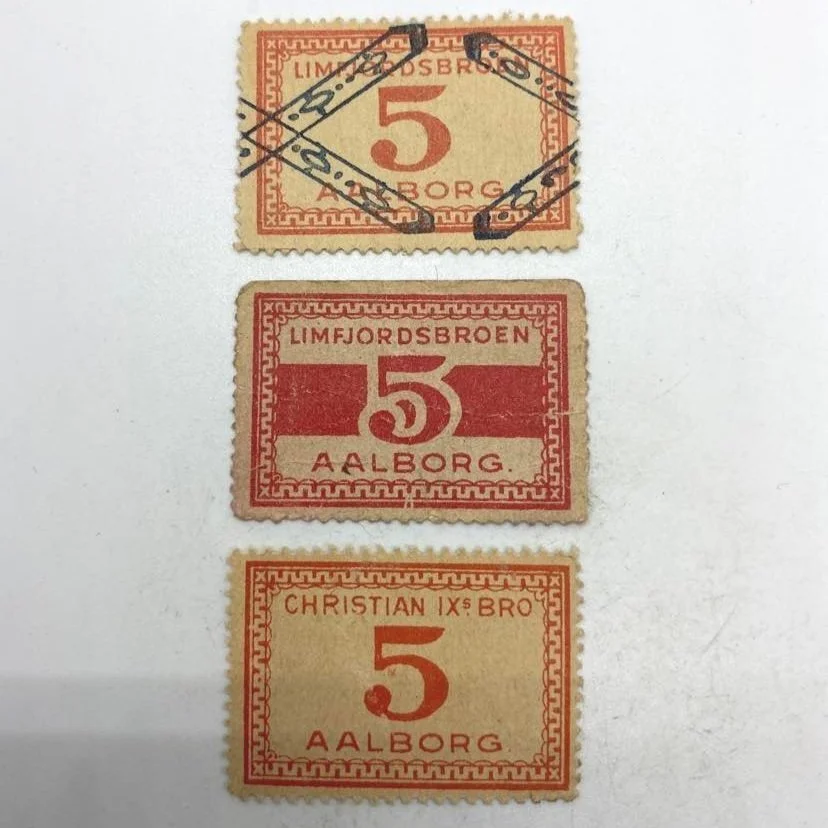 LIMFJORDSBROEN
5
AALBORG.
LIMFJORDSBROEN
5
AALBORG.
CHRISTIAN IXs BRO
5
AALBORG.